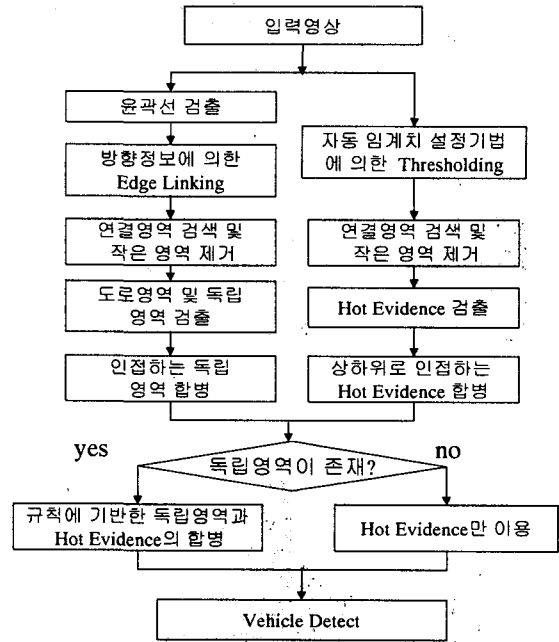 입력영상
윤곽선 검출
방향정보에 의한
Edge Linking
연결영역 검색 및
작은 영역 제거
도로영역 및 독립
영역 검출
인접하는 독립
영역 합병
자동 임계치 설정기법
에 의한 Thresholding
연결영역 검색 및
작은 영역 제거
Hot Evidence 검출
상하위로 인접하는
Hot Evidence 합병
독립영역이 존재?
yes
no
규칙에 기반한 독립영역과
Hot Evidence의 합병
Hot Evidence만 이용
Vehicle Detect